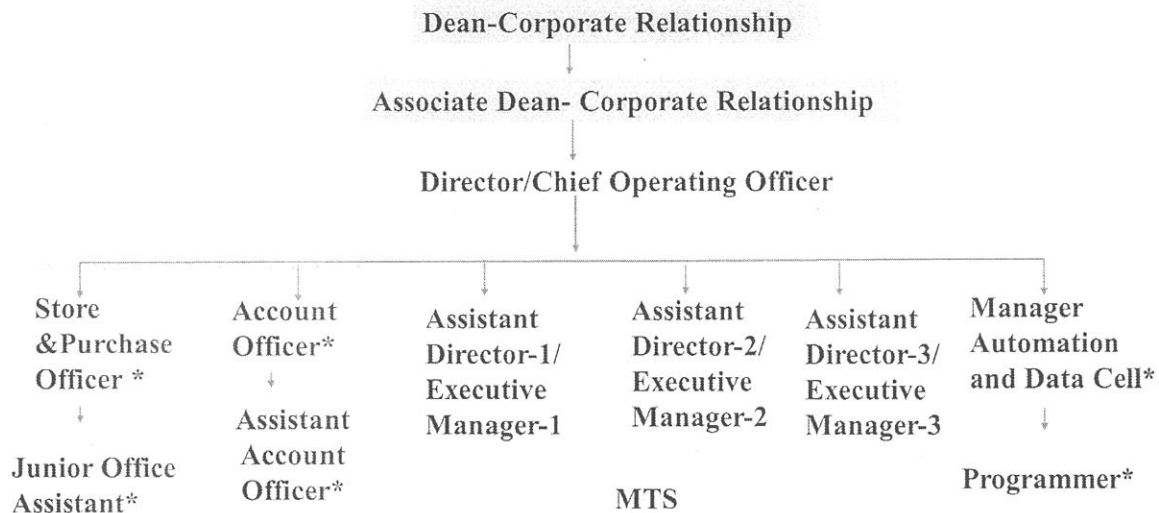 Dean-Corporate Relationship
Associate Dean- Corporate Relationship
Director/Chief Operating Officer
Store
&Purchase
Officer *
Junior Office
Assistant*
Account
Officer*
Assistant
Account
Officer*
Assistant
Director-1/
Executive
Manager-1
Assistant
Director-2/
Executive
Manager-2
Assistant
Director-3/
Executive
Manager-3
MTS
Manager
Automation
and Data Cell*
Programmer*